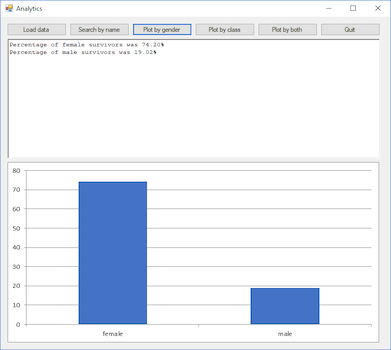 Analytics
Load data Search by name Plot by gender Plot by class Plot by both Quit
Percentage of female survivors was 74.20%
Percentage of male survivors was 19.02%
80
70
60
50
40
30
20
10
0
female male